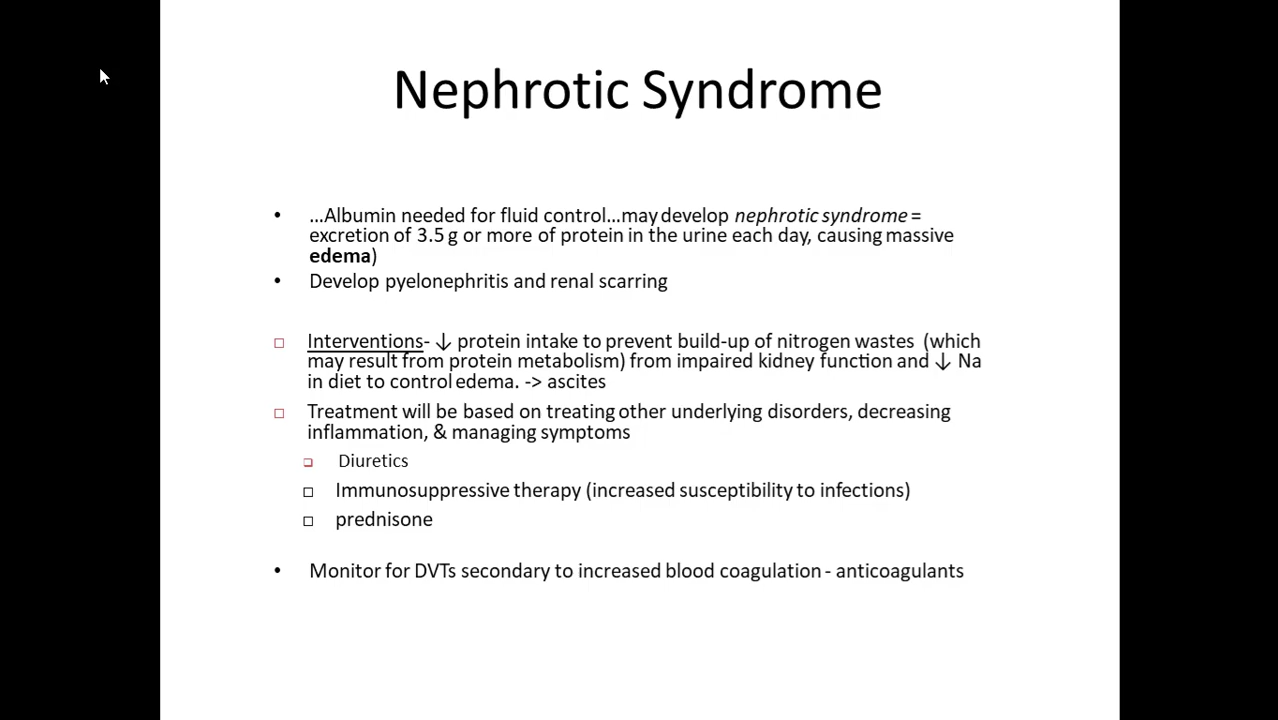 Nephrotic Syndrome
• ...Albumin needed for fluid control...may develop nephrotic syndrome =
excretion of 3.5 g or more of protein in the urine each day, causing massive
edema)
• Develop pyelonephritis and renal scarring
□ Interventions- ↓ protein intake to prevent build-up of nitrogen wastes (which
may result from protein metabolism) from impaired kidney function and ↓ Na
in diet to control edema. -> ascites
□ Treatment will be based on treating other underlying disorders, decreasing
inflammation, & managing symptoms
□ Diuretics
□ Immunosuppressive therapy (increased susceptibility to infections)
□ prednisone
• Monitor for DVTs secondary to increased blood coagulation - anticoagulants